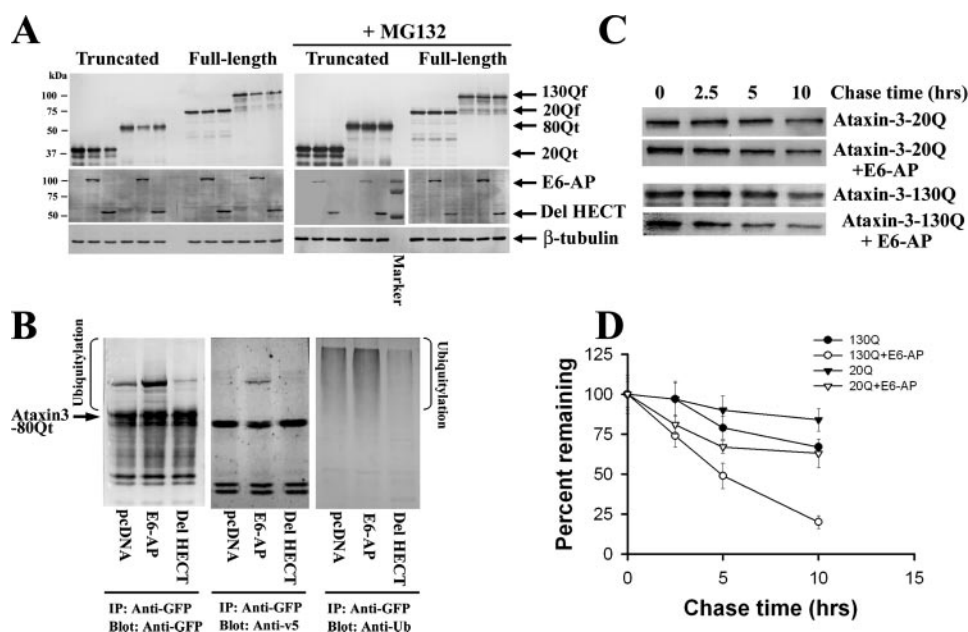 A
+ MG132
Truncated Full-length Truncated Full-length
kDa
100
75
50
37
130Qf
20Qf
80Qt
20Qt
100
75
50
E6-AP
Del HECT
β-tubulin
Marker
B
Ubiquitylation
Ataxin3
-80Qt
Ubiquitylation
pcDNA E6-AP Del HECT pcDNA E6-AP Del HECT pcDNA E6-AP Del HECT
IP: Anti-GFP IP: Anti-GFP IP: Anti-GFP
Blot: Anti-GFP Blot: Anti-v5 Blot: Anti-Ub
C
0 2.5 5 10 Chase time (hrs)
Ataxin-3-20Q
Ataxin-3-20Q
+E6-AP
Ataxin-3-130Q
Ataxin-3-130Q
+ E6-AP
D
130Q
130Q+E6-AP
20Q
20Q+E6-AP
Percent remaining
125
100
75
50
25
0
0 5 10 15
Chase time (hrs)